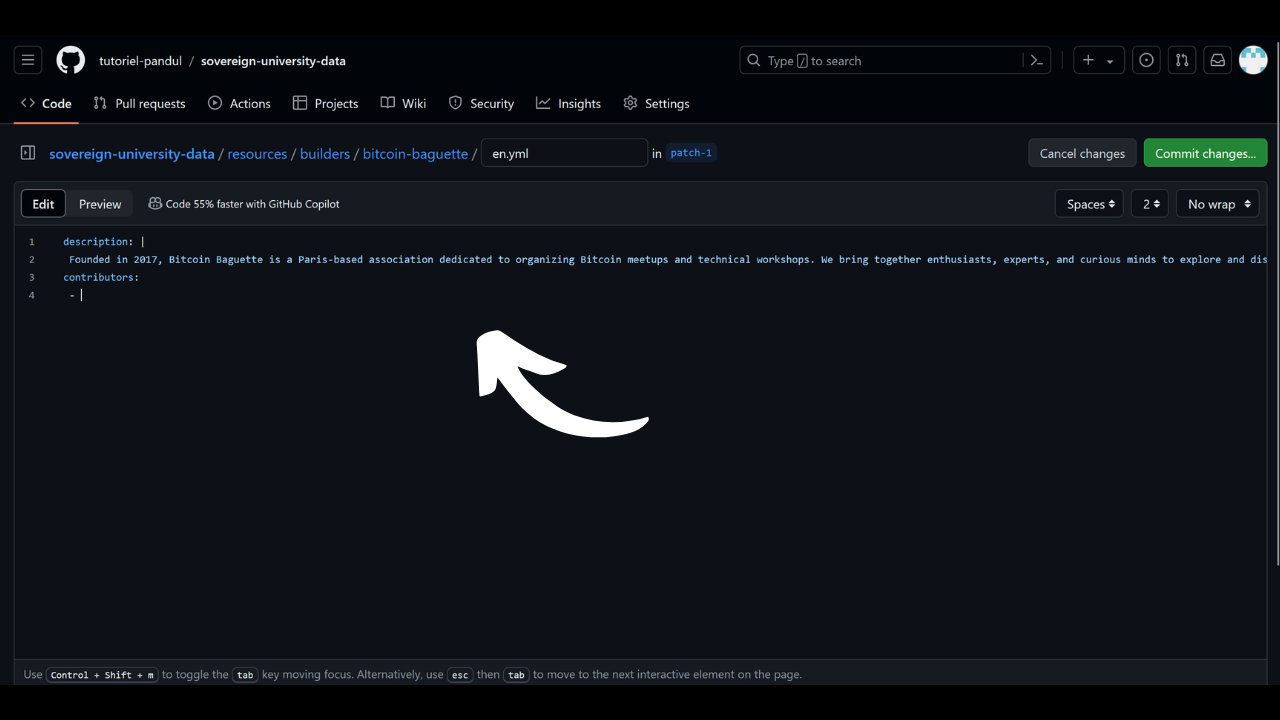 tutoriel-pandul / sovereign-university-data
Type / to search
Code Pull requests Actions Projects Wiki Security Insights Settings
sovereign-university-data / resources / builders / bitcoin-baguette / en.yml in patch-1
Cancel changes Commit changes...
Edit Preview Code 55% faster with GitHub Copilot
Spaces 2 No wrap
1 description: |
2 Founded in 2017, Bitcoin Baguette is a Paris-based association dedicated to organizing Bitcoin meetups and technical workshops. We bring together enthusiasts, experts, and curious minds to explore and dis
3 contributors:
4 -
Use Control + Shift + m to toggle the tab key moving focus. Alternatively, use esc then tab to move to the next interactive element on the page.